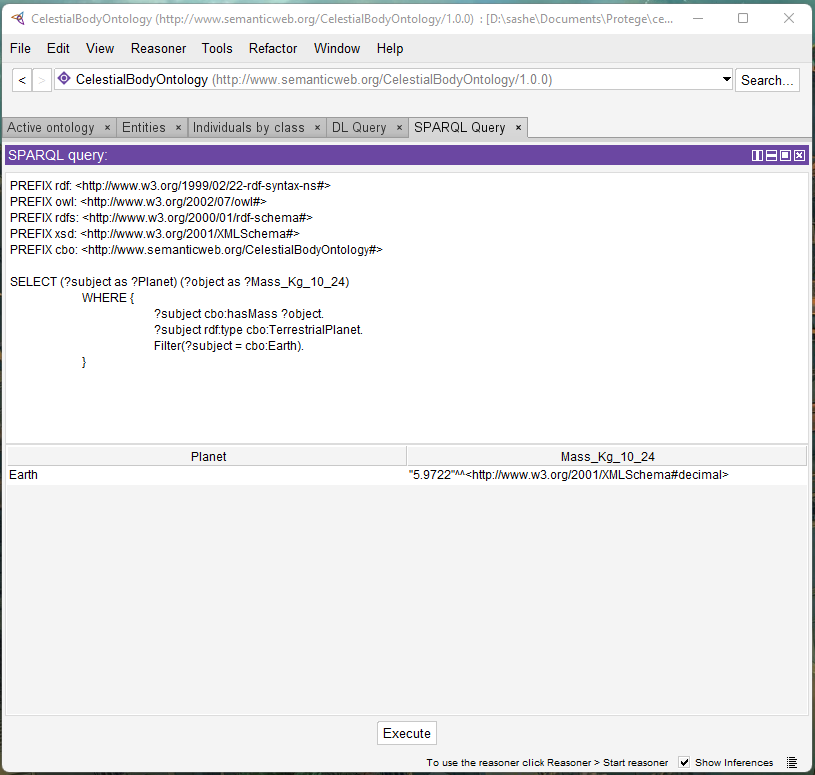 CelestialBodyOntology (http://www.semanticweb.org/CelestialBodyOntology/1.0.0) : [D:\sashe\Documents\Protege\ce...
File Edit View Reasoner Tools Refactor Window Help
< > CelestialBodyOntology (http://www.semanticweb.org/CelestialBodyOntology/1.0.0) Search...
Active ontology × Entities × Individuals by class × DL Query × SPARQL Query ×
SPARQL query:
PREFIX rdf: <http://www.w3.org/1999/02/22-rdf-syntax-ns#>
PREFIX owl: <http://www.w3.org/2002/07/owl#>
PREFIX rdfs: <http://www.w3.org/2000/01/rdf-schema#>
PREFIX xsd: <http://www.w3.org/2001/XMLSchema#>
PREFIX cbo: <http://www.semanticweb.org/CelestialBodyOntology#>
SELECT (?subject as ?Planet) (?object as ?Mass_Kg_10_24)
WHERE {
?subject cbo:hasMass ?object.
?subject rdf:type cbo:TerrestrialPlanet.
Filter(?subject = cbo:Earth).
}
Planet Mass_Kg_10_24
Earth "5.9722"^^<http://www.w3.org/2001/XMLSchema#decimal>
Execute
To use the reasoner click Reasoner > Start reasoner Show Inferences